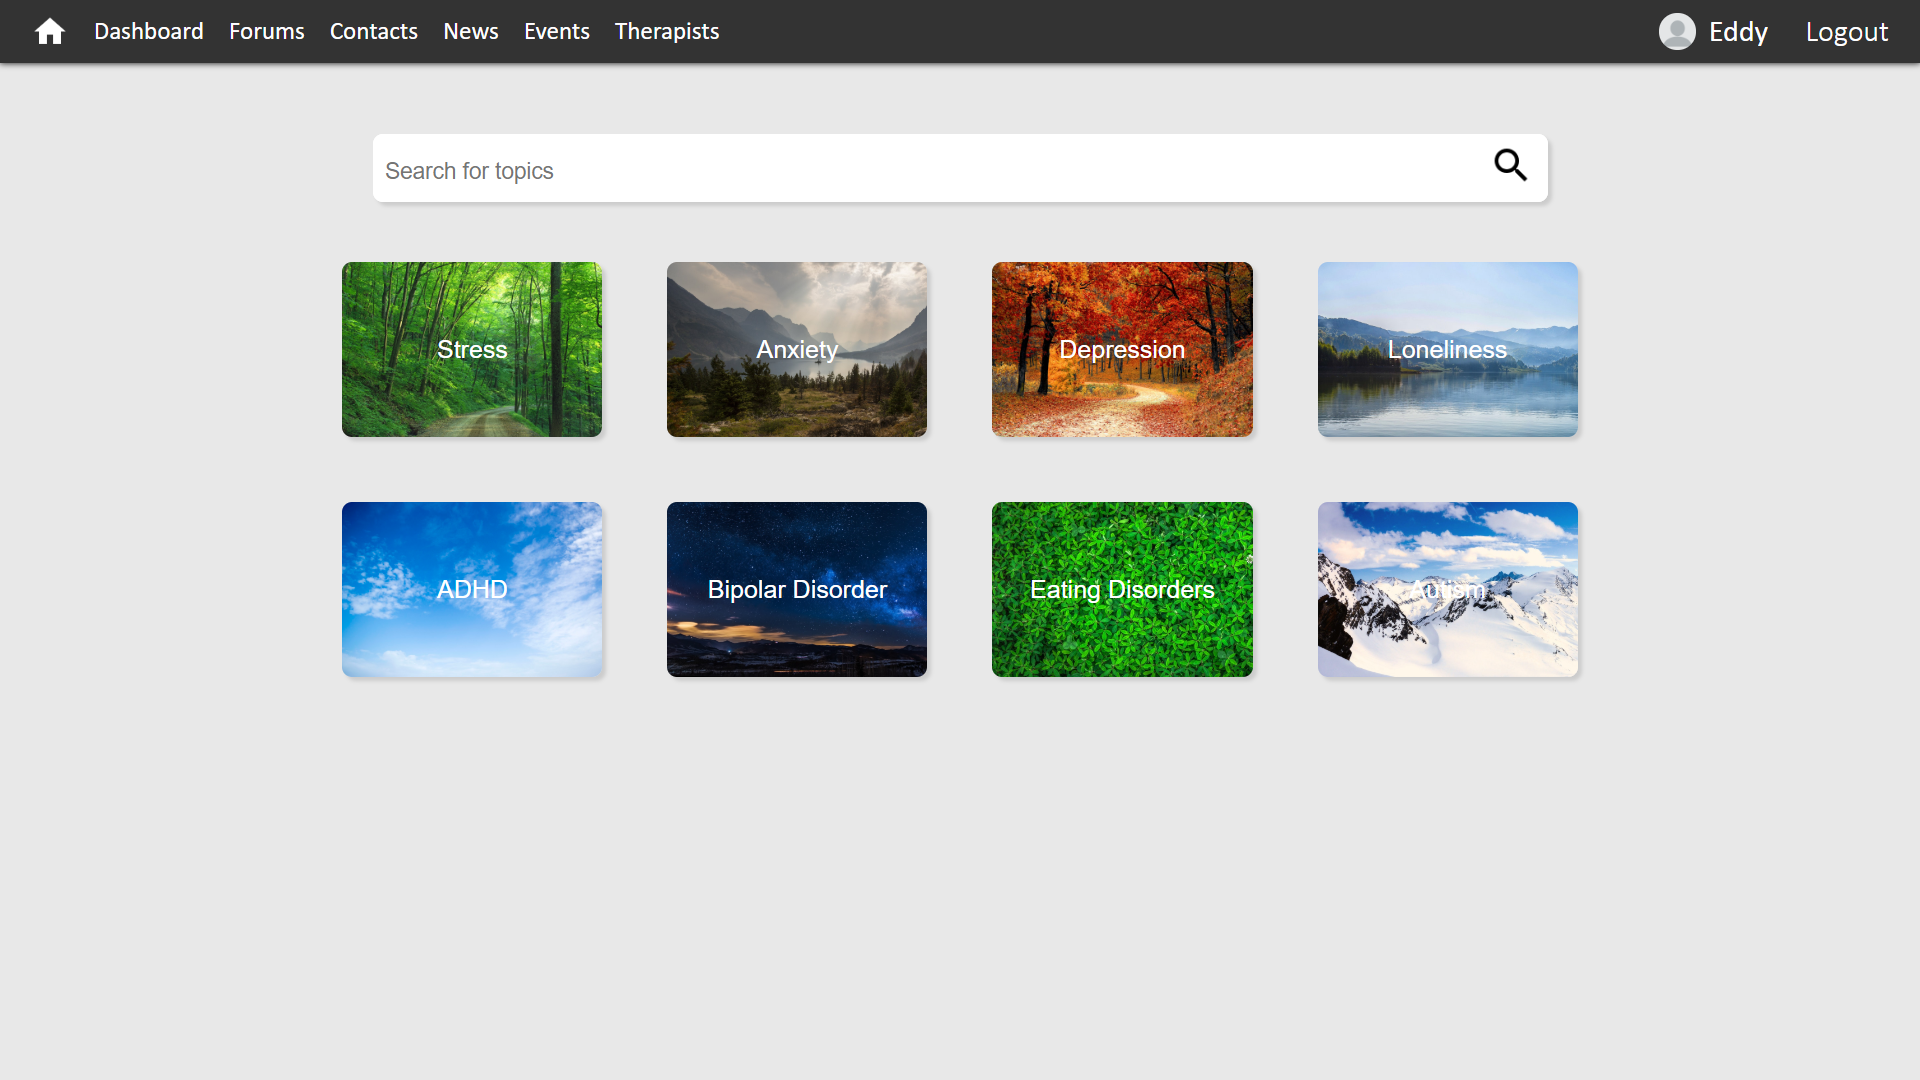 Dashboard Forums Contacts News Events Therapists Eddy Logout
Search for topics
Stress Anxiety Depression Loneliness
ADHD Bipolar Disorder Eating Disorders Autism